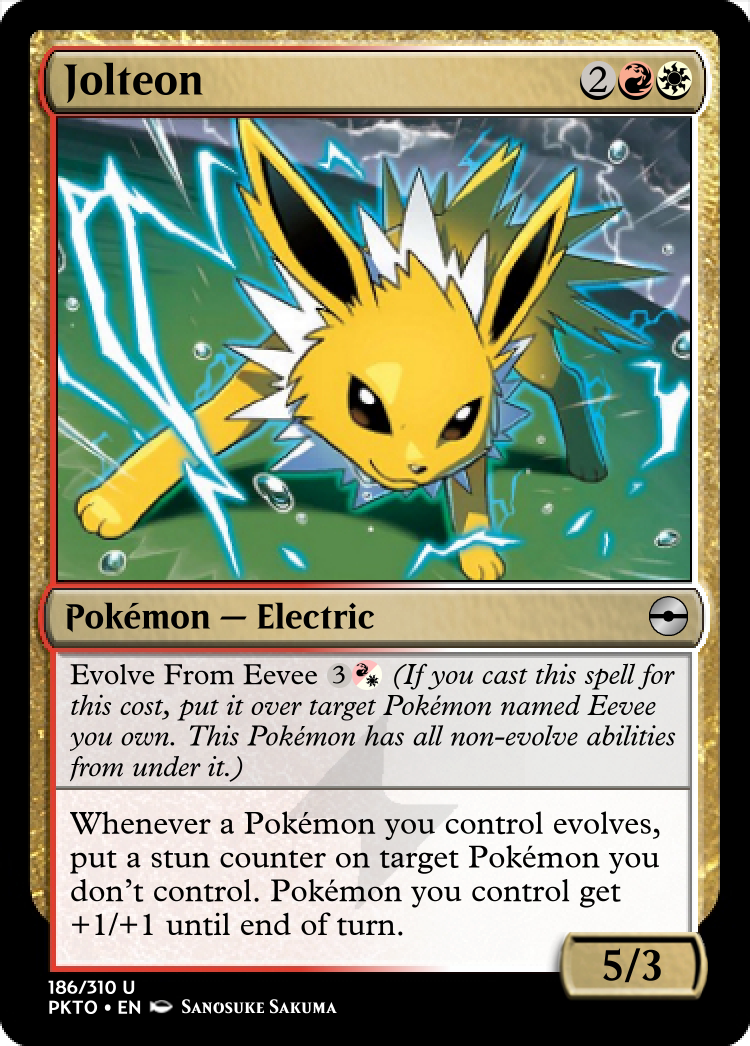 Jolteon 2
Pokémon — Electric
Evolve From Eevee 3 (If you cast this spell for
this cost, put it over target Pokémon named Eevee
you own. This Pokémon has all non-evolve abilities
from under it.)
Whenever a Pokémon you control evolves,
put a stun counter on target Pokémon you
don't control. Pokémon you control get
+1/+1 until end of turn.
5/3
186/310 U
PKTO • EN SANOSUKE SAKUMA